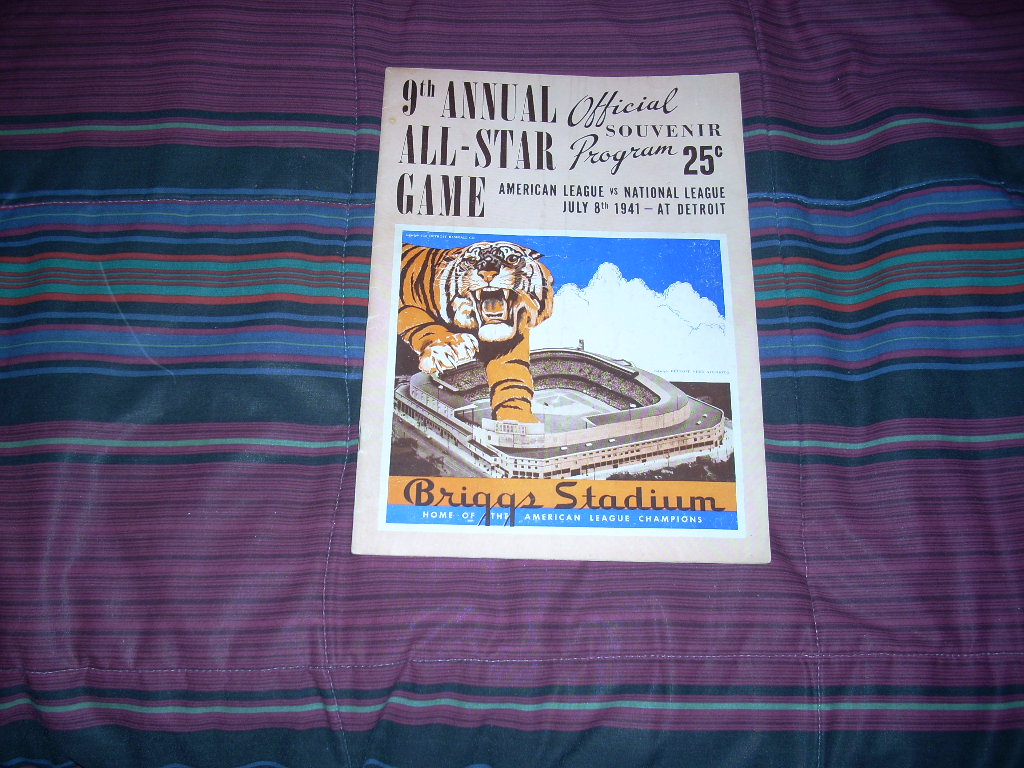 9th ANNUAL
ALL-STAR
GAME
Official
SOUVENIR
Program 25c
AMERICAN LEAGUE vs NATIONAL LEAGUE
JULY 8th 1941 — AT DETROIT
Briggs Stadium
HOME OF THE AMERICAN LEAGUE CHAMPIONS